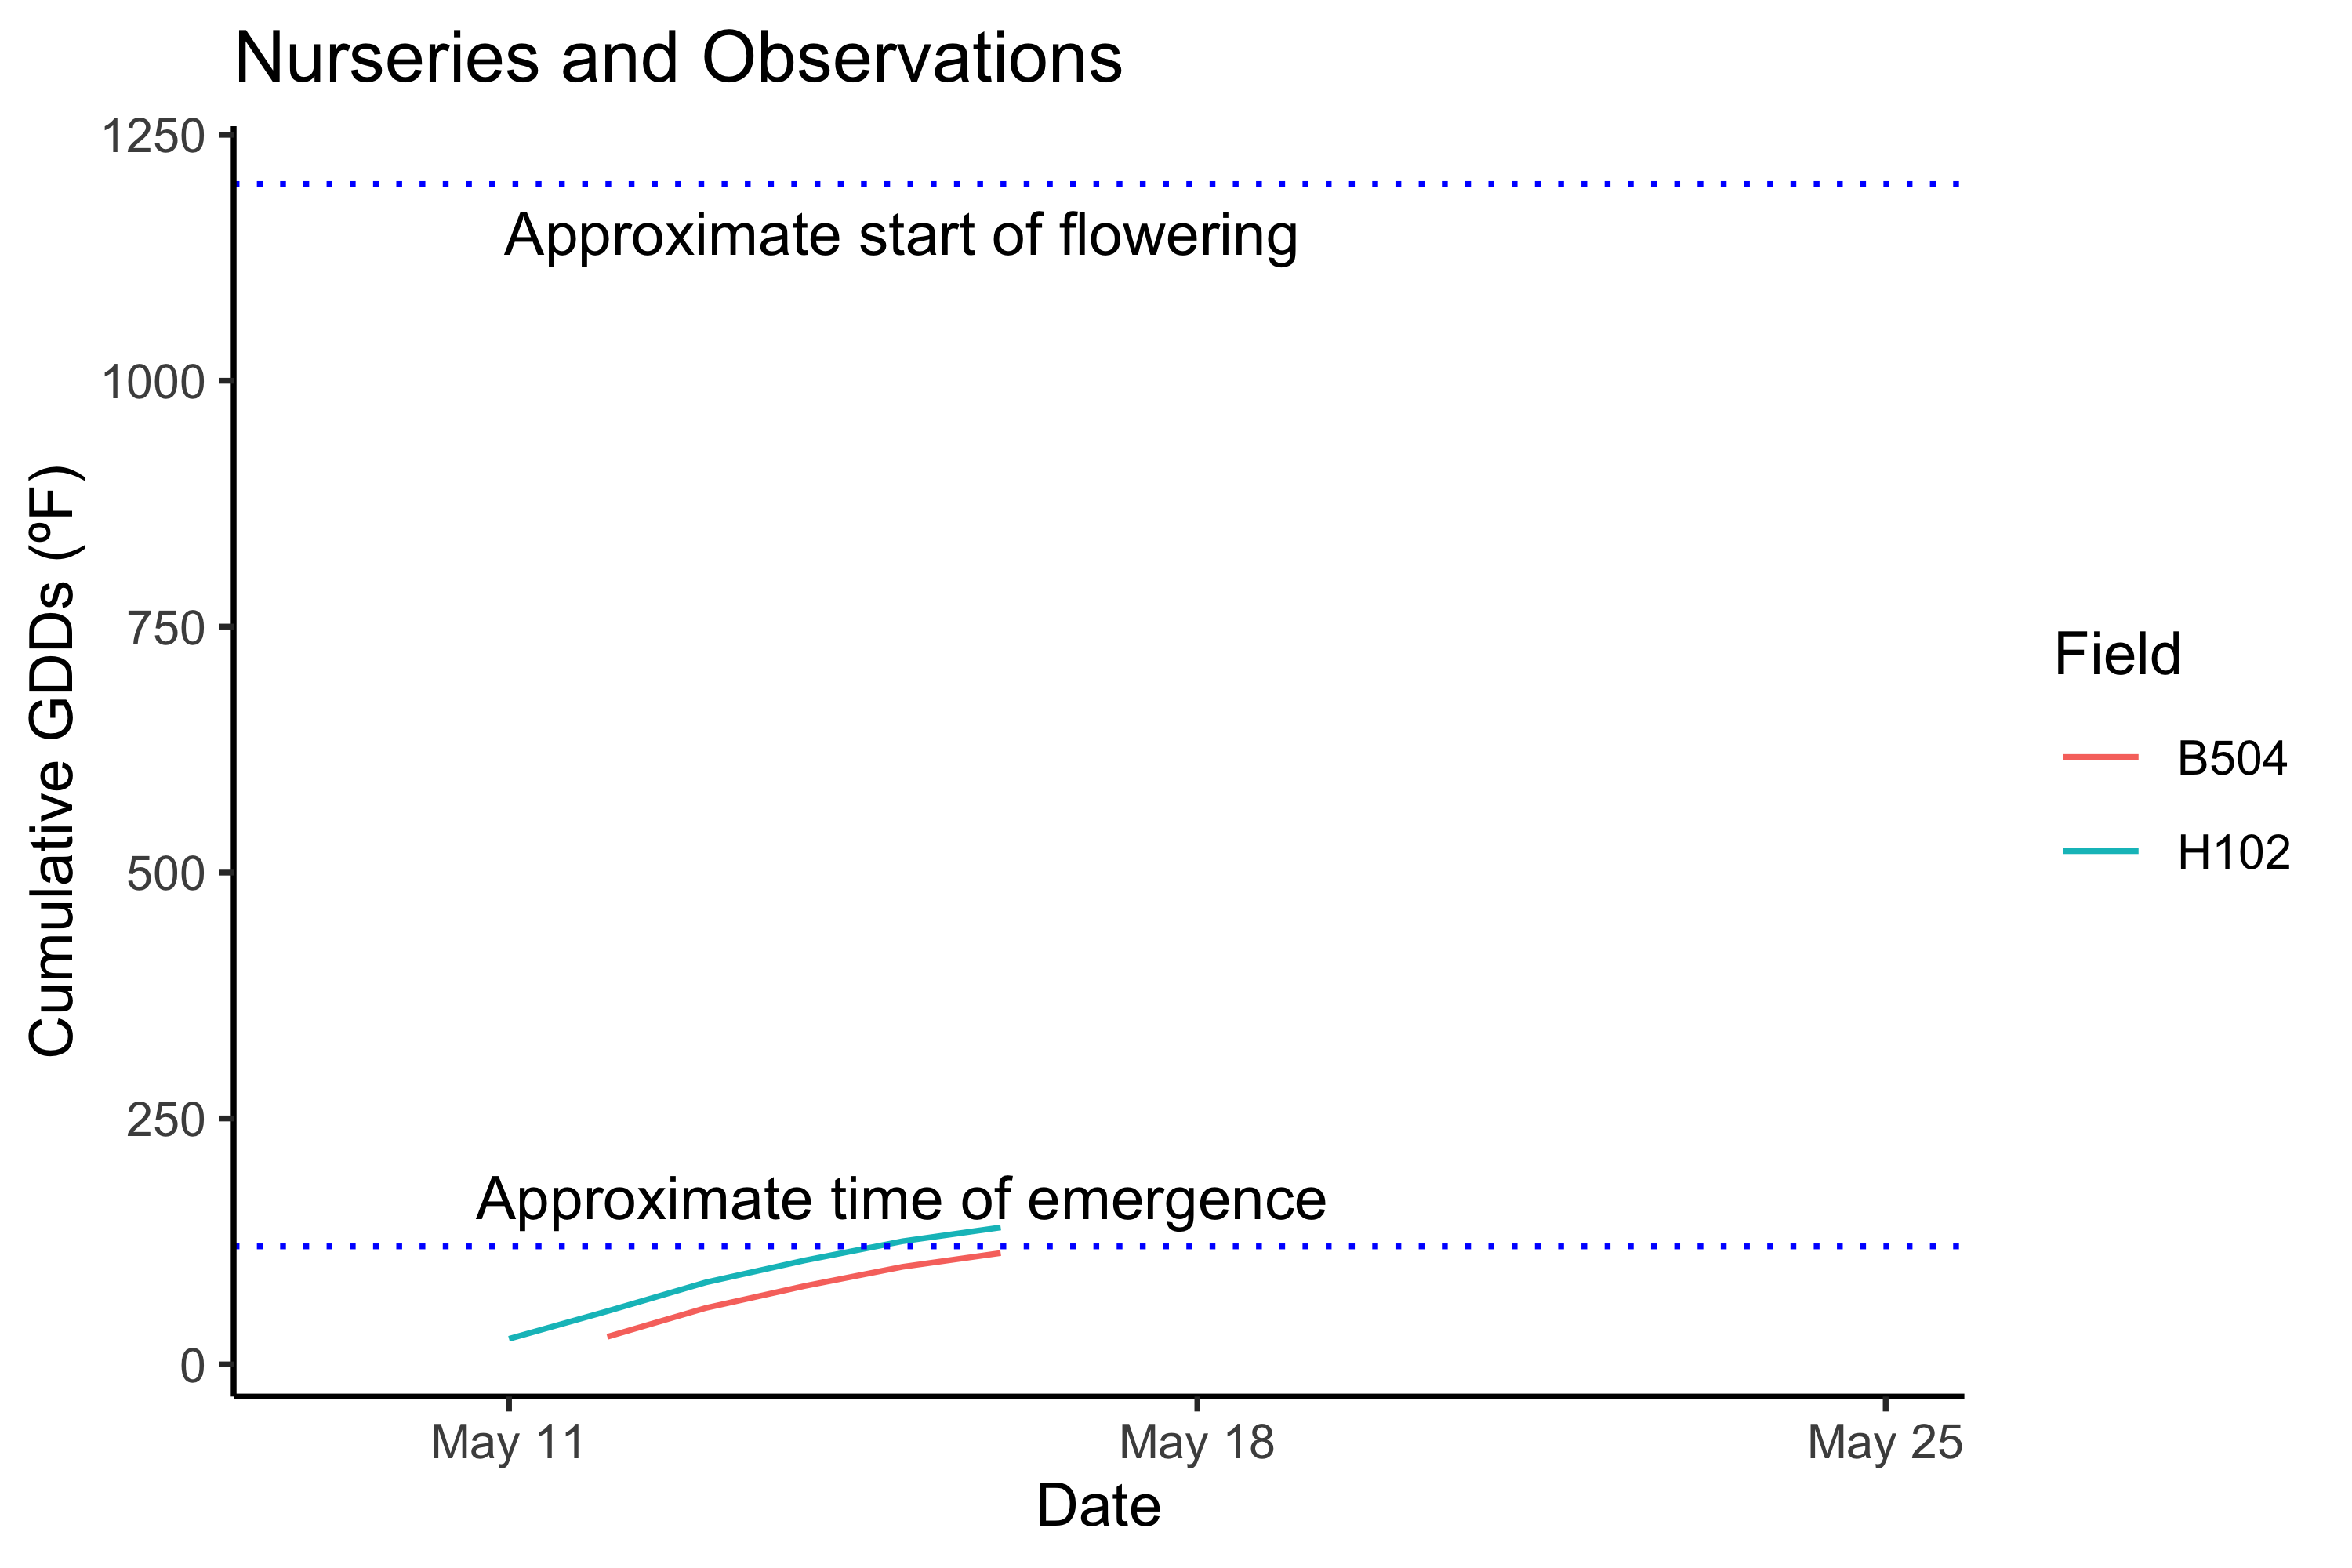 Nurseries and Observations
1250
Approximate start of flowering
1000
750
500
250
0
Cumulative GDDs (ºF)
Approximate time of emergence
May 11
May 18
May 25
Date
Field
B504
H102